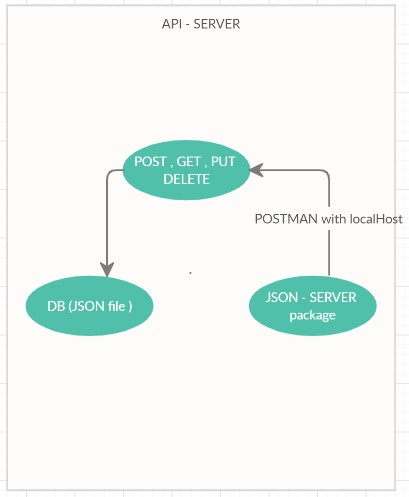 API - SERVER
POST , GET , PUT
DELETE
POSTMAN with localHost
DB (JSON file )
JSON - SERVER
package